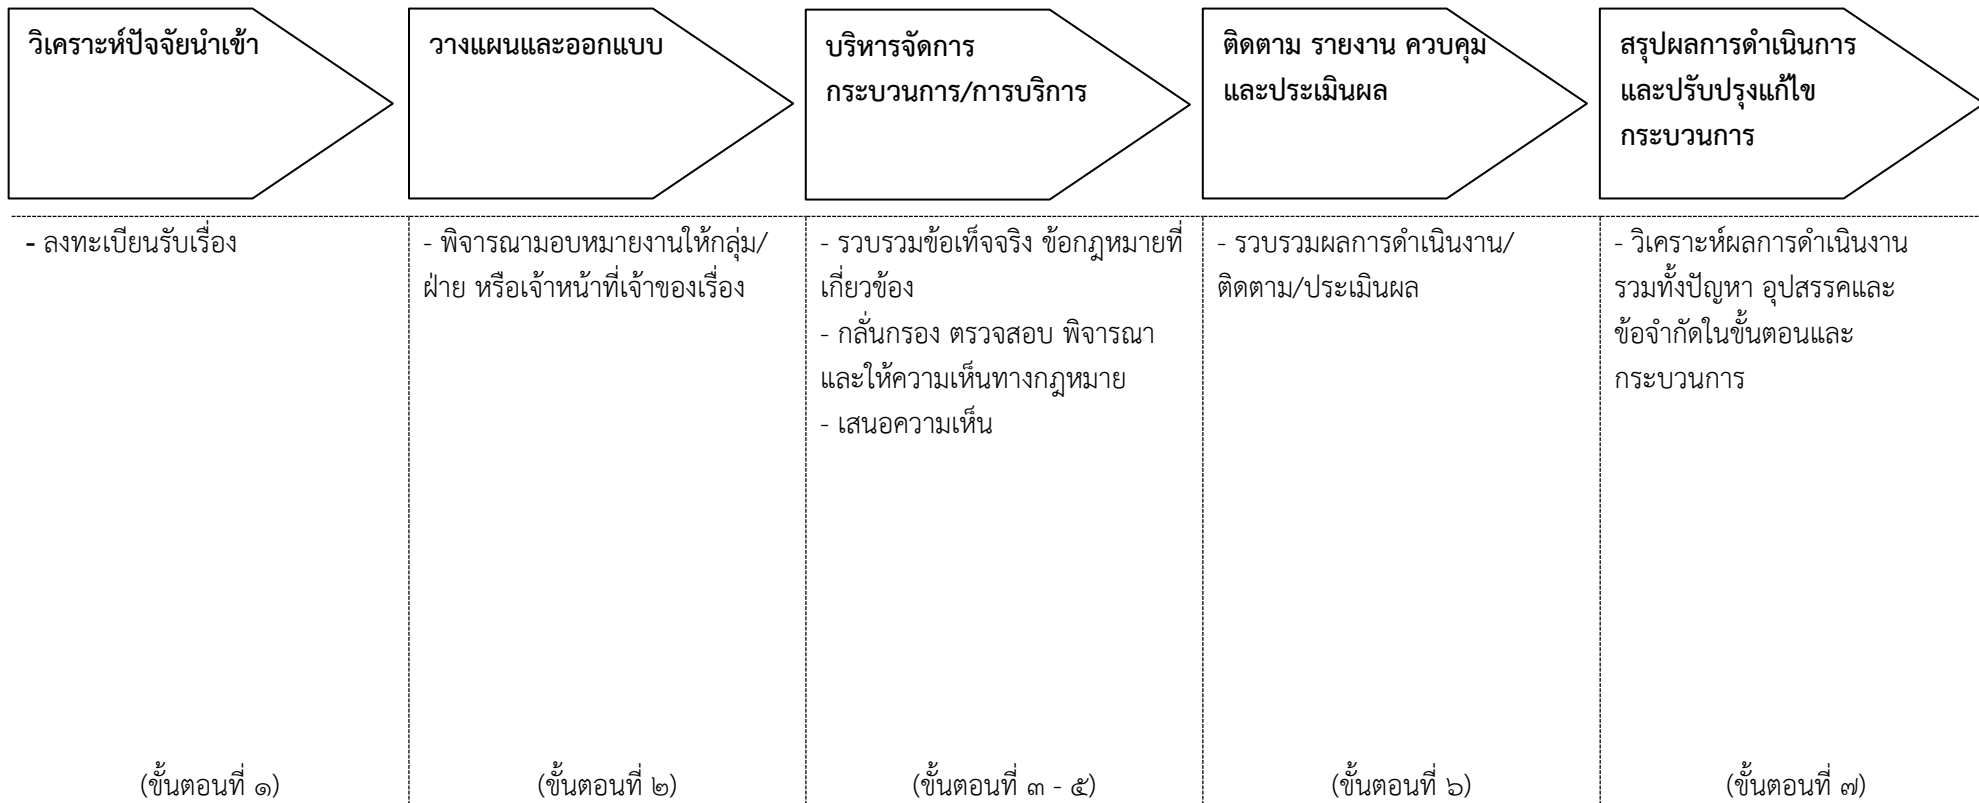 วิเคราะห์ปัจจัยนำเข้า
วางแผนและออกแบบ
บริหารจัดการ
กระบวนการ/การบริการ
ติดตาม รายงาน ควบคุม
และประเมินผล
สรุปผลการดำเนินการ
และปรับปรุงแก้ไข
กระบวนการ
- ลงทะเบียนรับเรื่อง
- พิจารณามอบหมายงานให้กลุ่ม/
ฝ่าย หรือเจ้าหน้าที่เจ้าของเรื่อง
- รวบรวมข้อเท็จจริง ข้อกฎหมายที่
เกี่ยวข้อง
- กลั่นกรอง ตรวจสอบ พิจารณา
และให้ความเห็นทางกฎหมาย
- เสนอความเห็น
- รวบรวมผลการดำเนินงาน/
ติดตาม/ประเมินผล
- วิเคราะห์ผลการดำเนินงาน
รวมทั้งปัญหา อุปสรรคและ
ข้อจำกัดในขั้นตอนและ
กระบวนการ
(ขั้นตอนที่ ๑)
(ขั้นตอนที่ ๒)
(ขั้นตอนที่ ๓ - ๕)
(ขั้นตอนที่ ๖)
(ขั้นตอนที่ ๗)